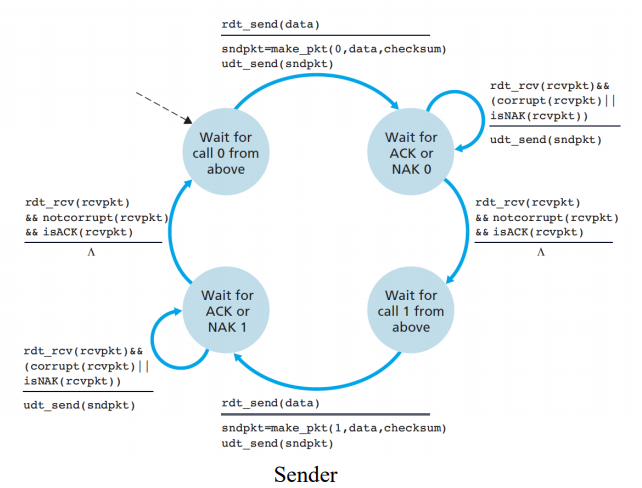 rdt_send(data)
sndpkt=make_pkt(0,data,checksum)
udt_send(sndpkt)
rdt_rcv(rcvpkt)&&
(corrupt(rcvpkt)||
isNAK(rcvpkt))
udt_send(sndpkt)
Wait for
call 0 from
above
Wait for
ACK or
NAK 0
rdt_rcv(rcvpkt)
&& notcorrupt(rcvpkt)
&& isACK(rcvpkt)
Λ
rdt_rcv(rcvpkt)
&& notcorrupt(rcvpkt)
&& isACK(rcvpkt)
Λ
Wait for
ACK or
NAK 1
Wait for
call 1 from
above
rdt_rcv(rcvpkt)&&
(corrupt(rcvpkt)||
isNAK(rcvpkt))
udt_send(sndpkt)
rdt_send(data)
sndpkt=make_pkt(1,data,checksum)
udt_send(sndpkt)
Sender